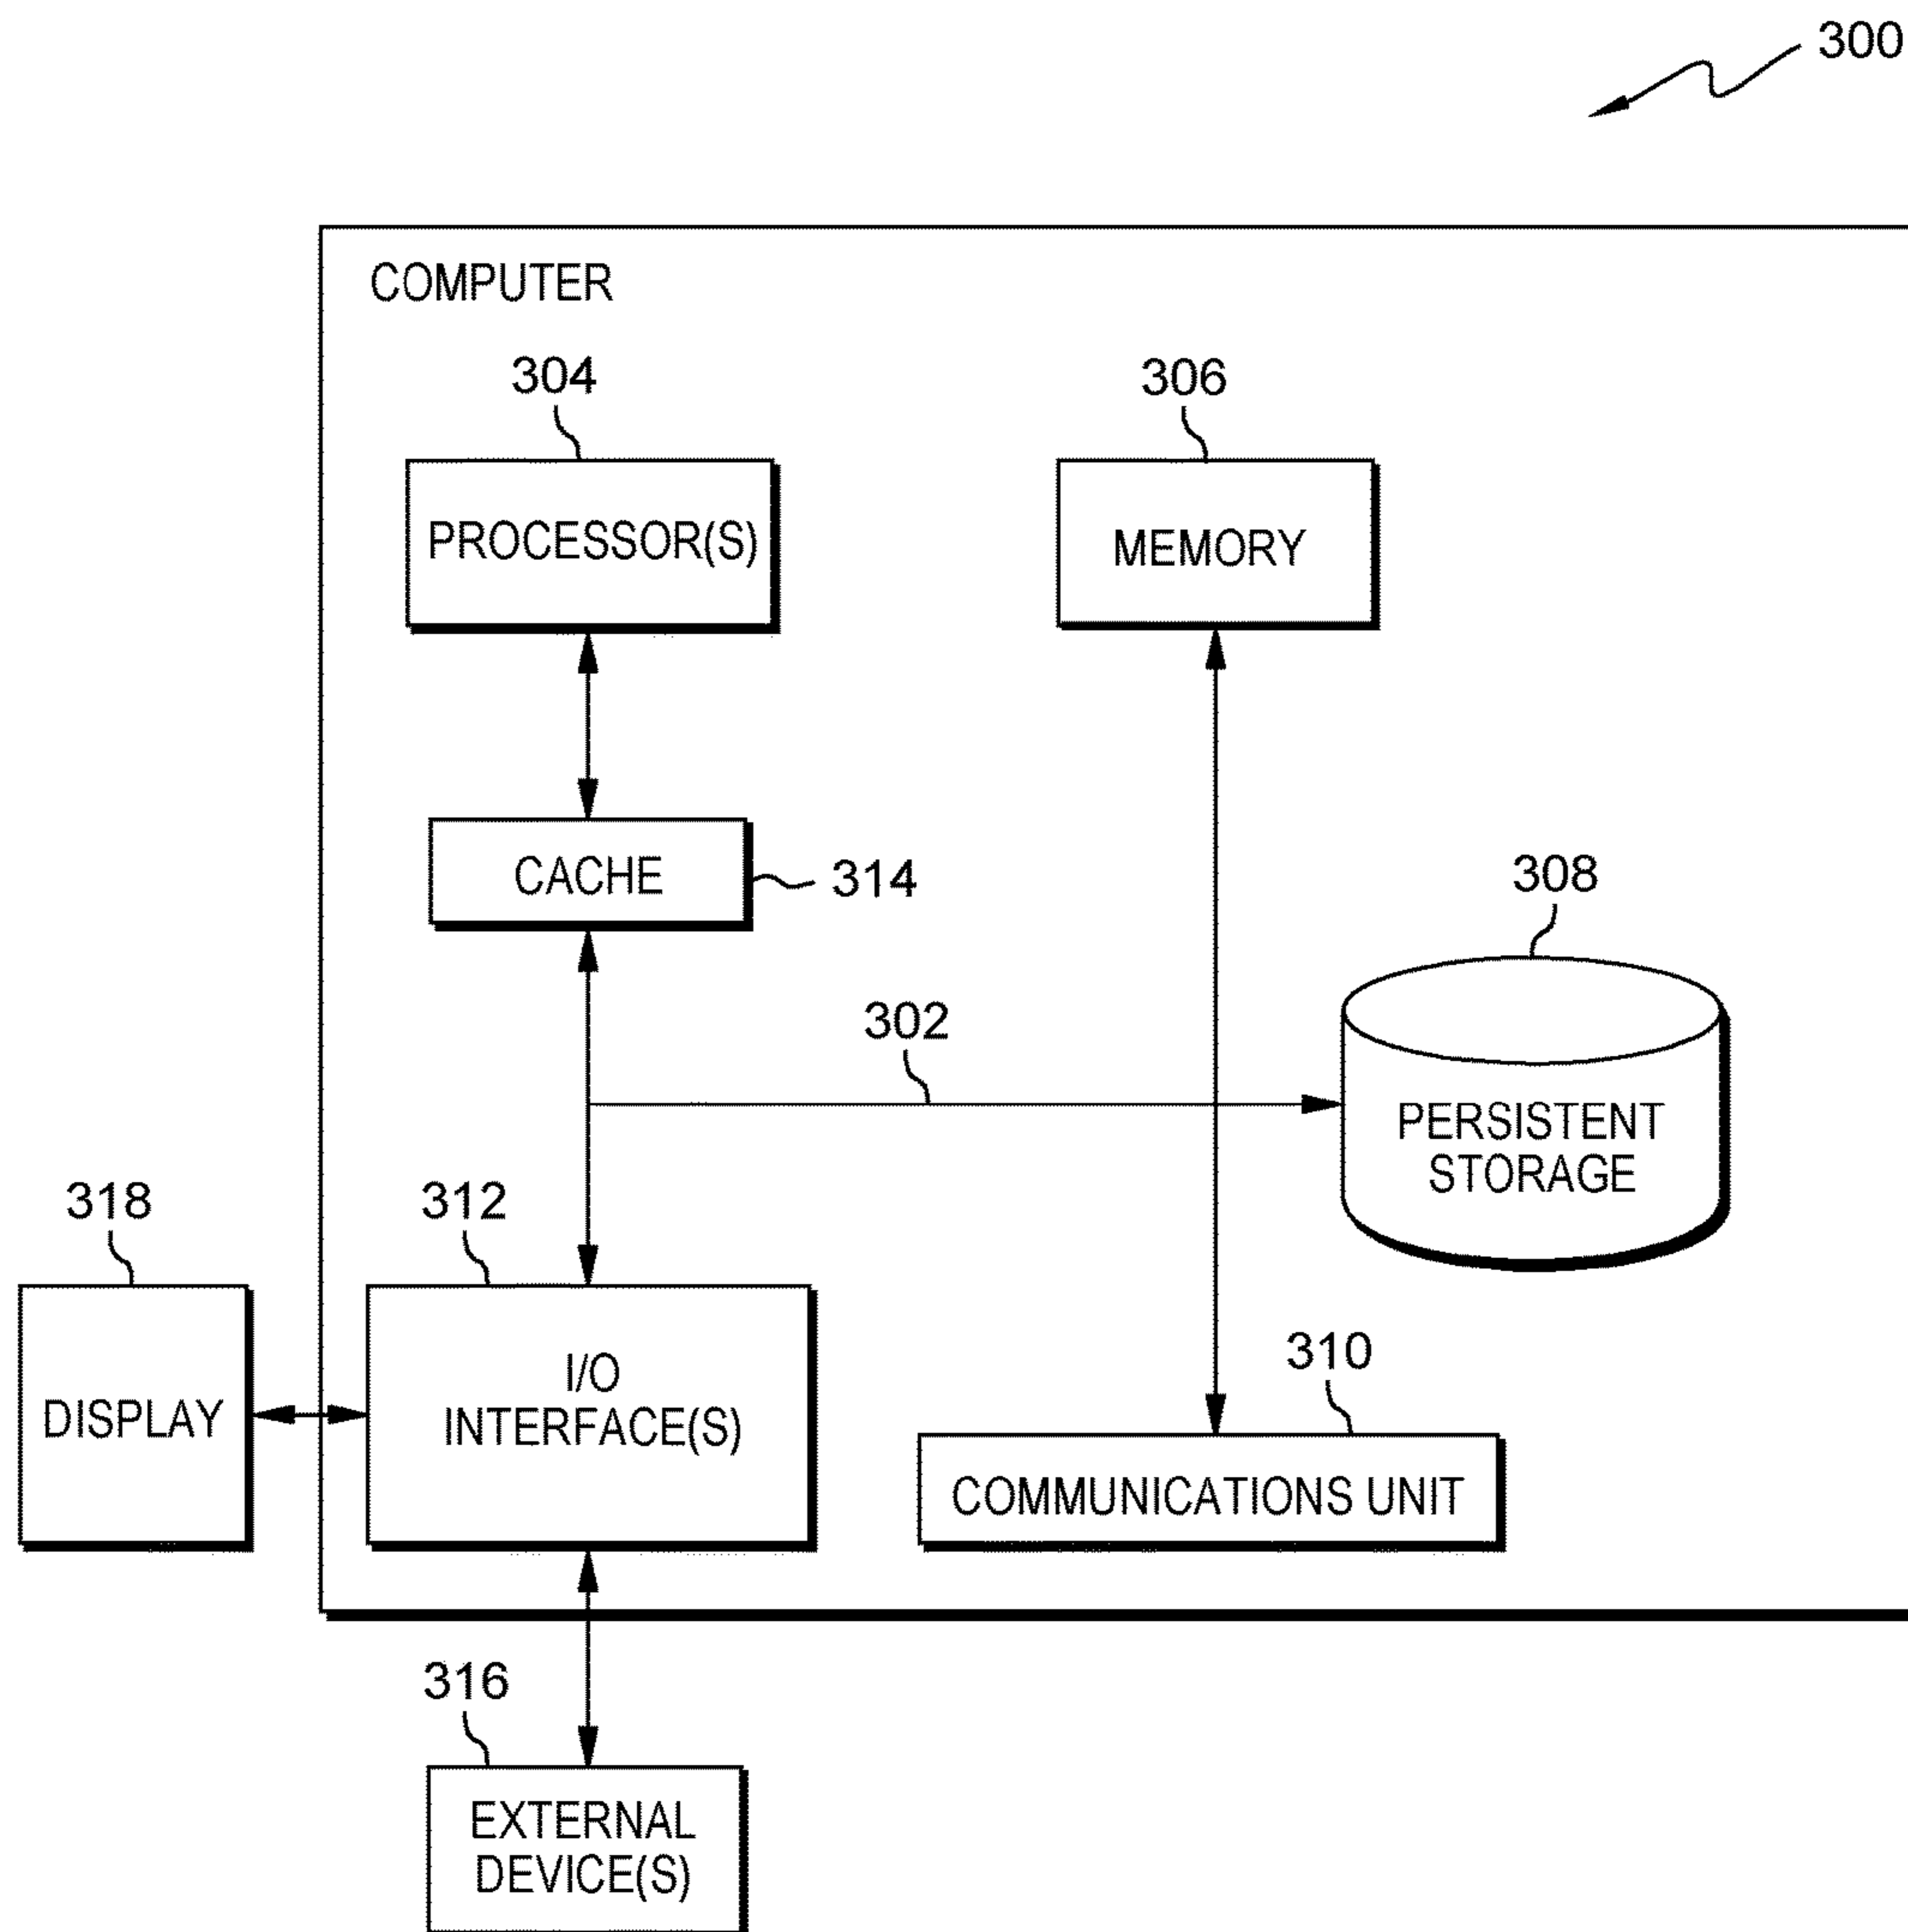 300
COMPUTER
304
306
PROCESSOR(S)
MEMORY
CACHE
314
308
302
PERSISTENT
STORAGE
318
312
DISPLAY
I/O
INTERFACE(S)
310
COMMUNICATIONS UNIT
316
EXTERNAL
DEVICE(S)